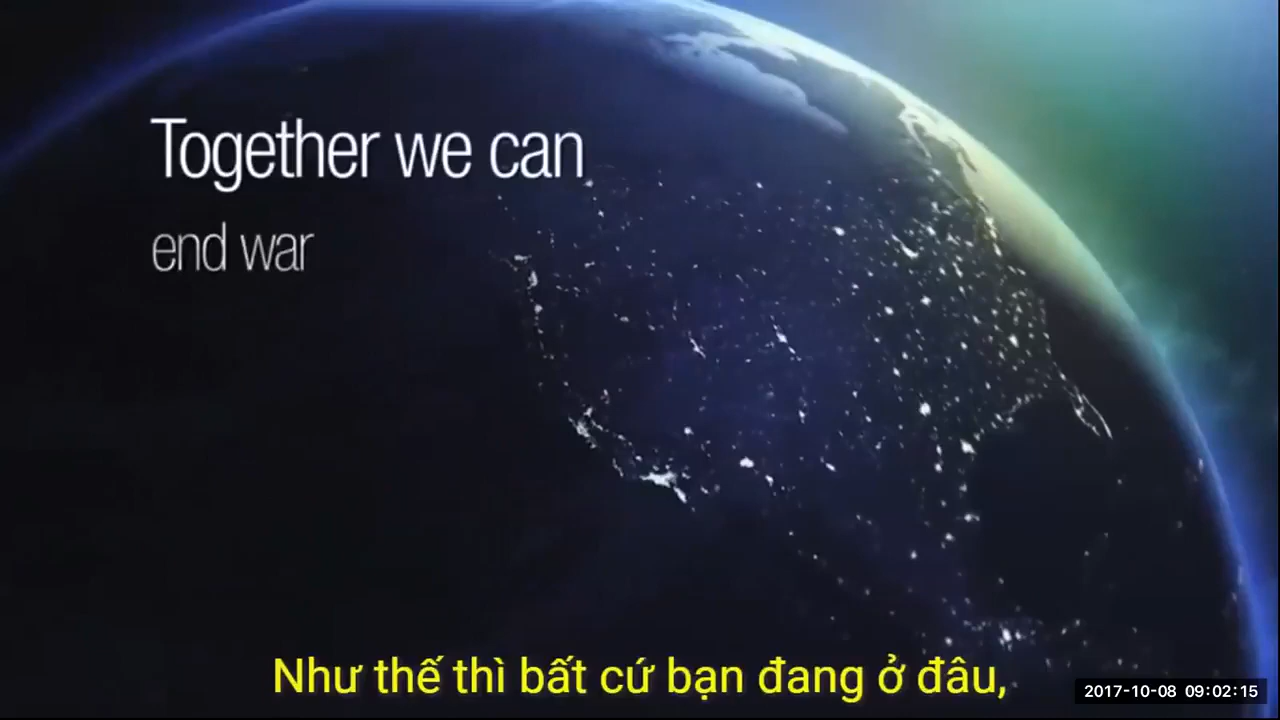 Together we can
end war
Như thế thì bất cứ bạn đang ở đâu,
2017-10-08 09:02:15